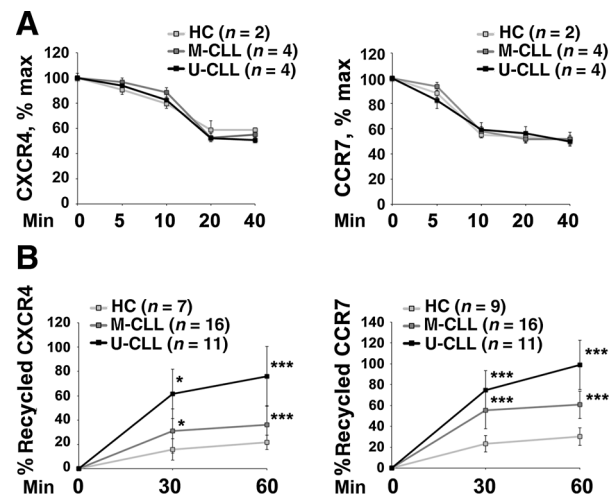 A
HC (n = 2)
M-CLL (n = 4)
U-CLL (n = 4)
CXCR4, % max
120
100
80
60
40
20
0
Min 0 5 10 20 40
HC (n = 2)
M-CLL (n = 4)
U-CLL (n = 4)
CCR7, % max
120
100
80
60
40
20
0
Min 0 5 10 20 40
B
HC (n = 7)
M-CLL (n = 16)
U-CLL (n = 11)
% Recycled CXCR4
120
100
80
60
40
20
0
*
***
*
***
Min 0 30 60
HC (n = 9)
M-CLL (n = 16)
U-CLL (n = 11)
%Recycled CCR7
140
120
100
80
60
40
20
0
***
***
***
***
Min 0 30 60